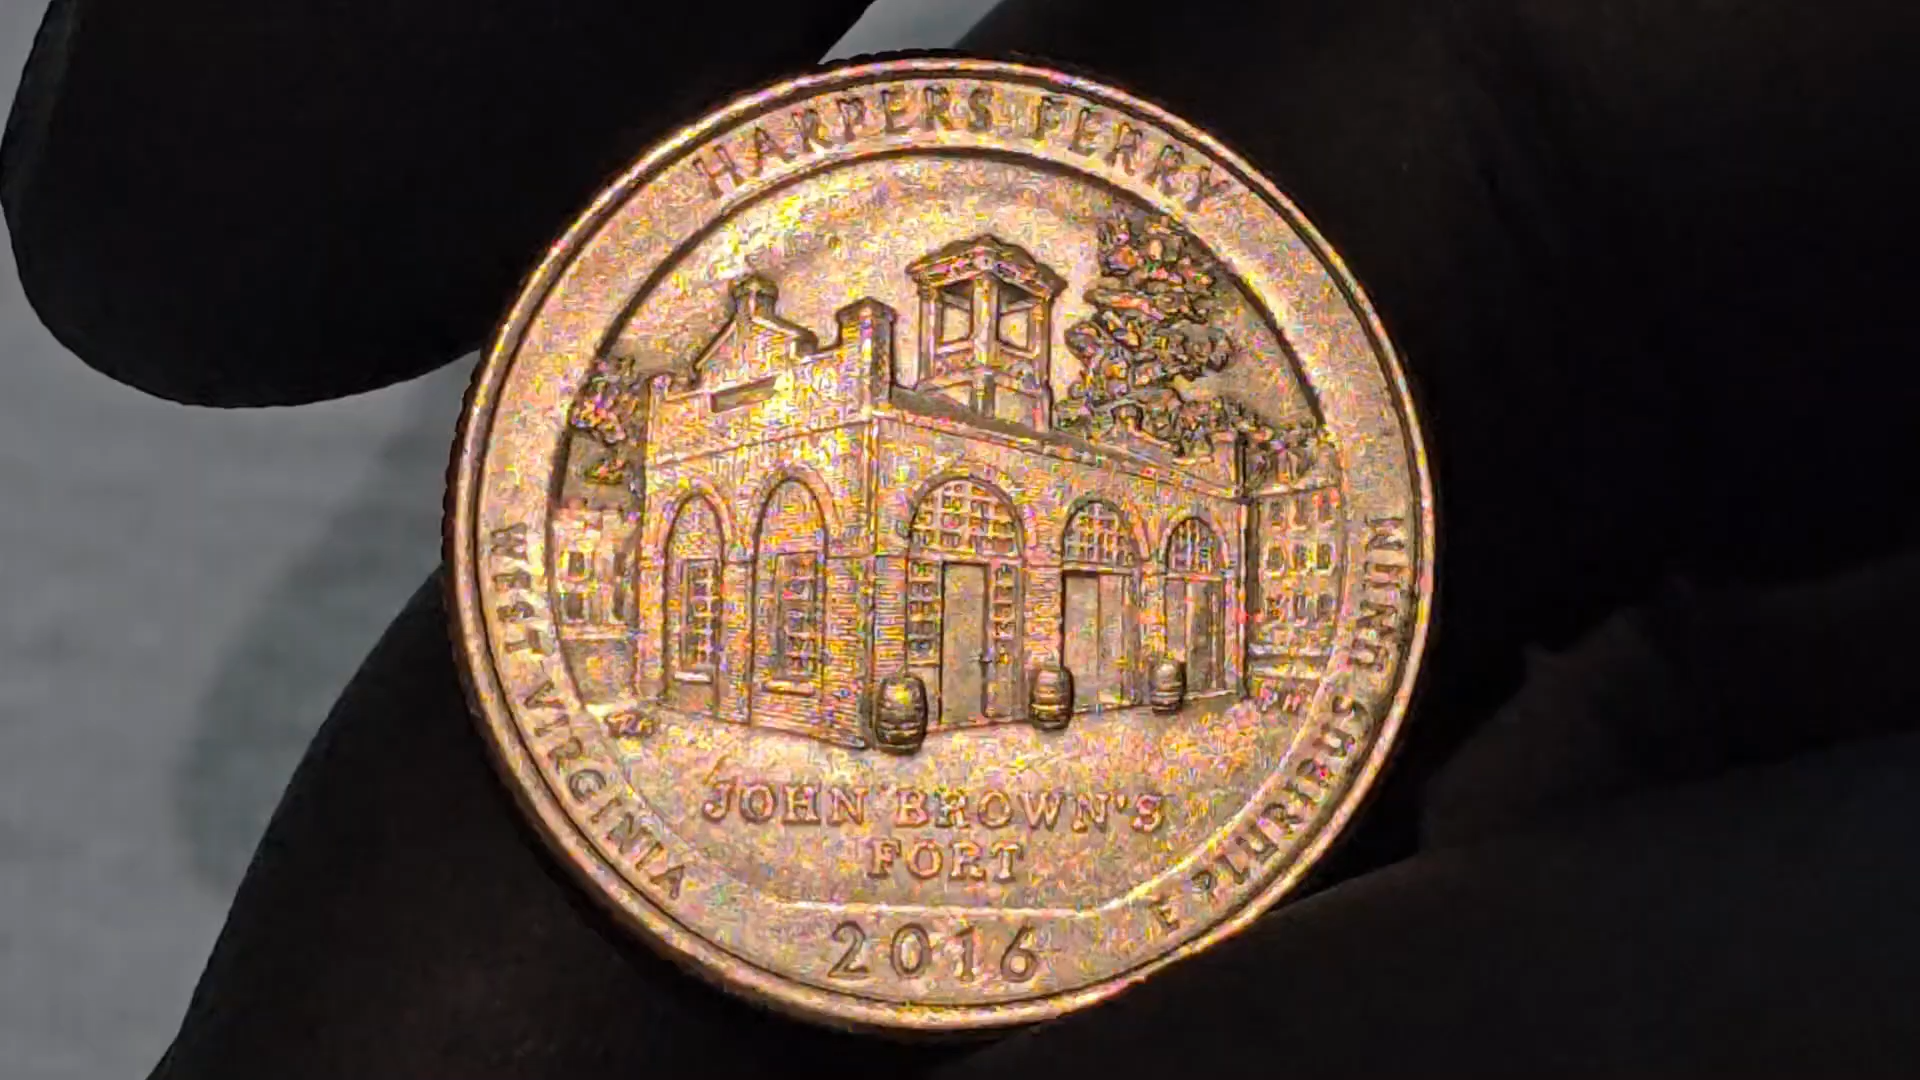 HARPERS FERRY
WEST VIRGINIA
JOHN BROWN'S
FORT
2016
E PLURIBUS UNUM